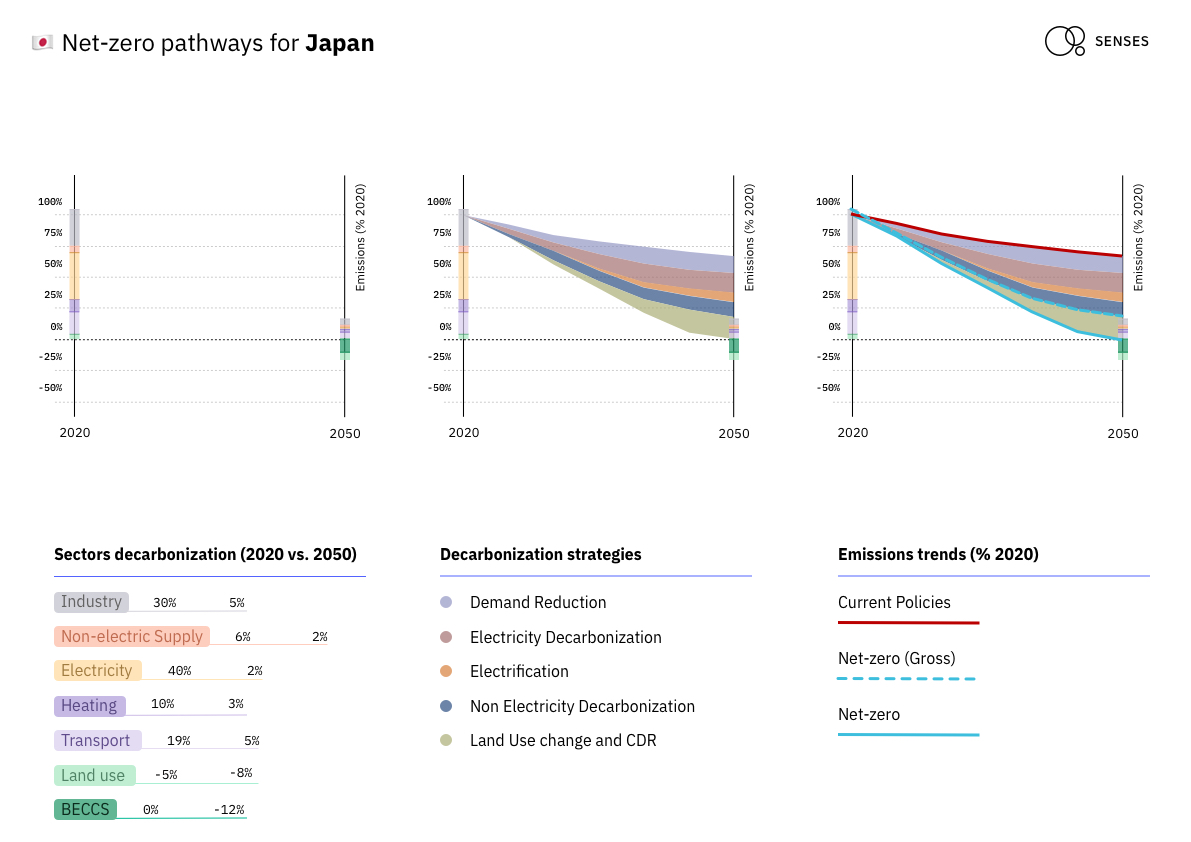 Net-zero pathways for Japan
SENSES
100%
75%
50%
25%
0%
-25%
-50%
Emissions (% 2020)
2020
2050
100%
75%
50%
25%
0%
-25%
-50%
Emissions (% 2020)
2020
2050
100%
75%
50%
25%
0%
-25%
-50%
Emissions (% 2020)
2020
2050
Sectors decarbonization (2020 vs. 2050)
Industry 30% 5%
Non-electric Supply 6% 2%
Electricity 40% 2%
Heating 10% 3%
Transport 19% 5%
Land use -5% -8%
BECCS 0% -12%
Decarbonization strategies
Demand Reduction
Electricity Decarbonization
Electrification
Non Electricity Decarbonization
Land Use change and CDR
Emissions trends (% 2020)
Current Policies
Net-zero (Gross)
Net-zero